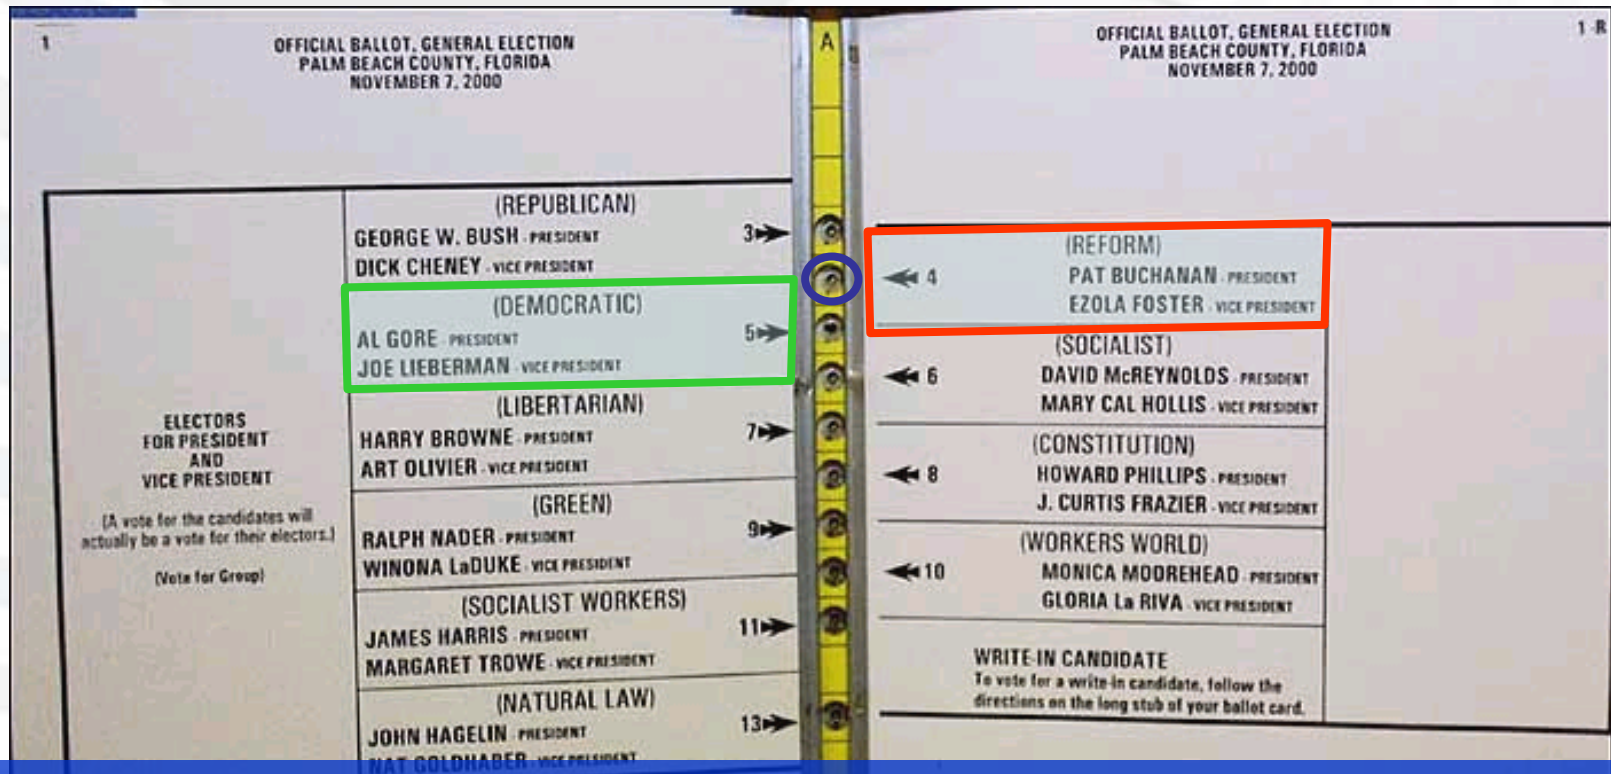 1
OFFICIAL BALLOT, GENERAL ELECTION
PALM BEACH COUNTY, FLORIDA
NOVEMBER 7, 2000
ELECTORS
FOR PRESIDENT
AND
VICE PRESIDENT
(A vote for the candidates will
actually be a vote for their electors.)
(Vote for Group)
(REPUBLICAN)
GEORGE W. BUSH - PRESIDENT 3
DICK CHENEY - VICE PRESIDENT
(DEMOCRATIC)
AL GORE - PRESIDENT 5
JOE LIEBERMAN - VICE PRESIDENT
(LIBERTARIAN)
HARRY BROWNE - PRESIDENT 7
ART OLIVIER - VICE PRESIDENT
(GREEN)
RALPH NADER - PRESIDENT 9
WINONA LaDUKE - VICE PRESIDENT
(SOCIALIST WORKERS)
JAMES HARRIS - PRESIDENT 11
MARGARET TROWE - VICE PRESIDENT
(NATURAL LAW)
JOHN HAGELIN - PRESIDENT 13
NAT GOLDHABER - VICE PRESIDENT
A
OFFICIAL BALLOT, GENERAL ELECTION
PALM BEACH COUNTY, FLORIDA
NOVEMBER 7, 2000
1-R
(REFORM)
4 PAT BUCHANAN - PRESIDENT
EZOLA FOSTER - VICE PRESIDENT
(SOCIALIST)
6 DAVID McREYNOLDS - PRESIDENT
MARY CAL HOLLIS - VICE PRESIDENT
(CONSTITUTION)
8 HOWARD PHILLIPS - PRESIDENT
J. CURTIS FRAZIER - VICE PRESIDENT
(WORKERS WORLD)
10 MONICA MOOREHEAD - PRESIDENT
GLORIA La RIVA - VICE PRESIDENT
WRITE-IN CANDIDATE
To vote for a write-in candidate, follow the
directions on the long stub of your ballot card.